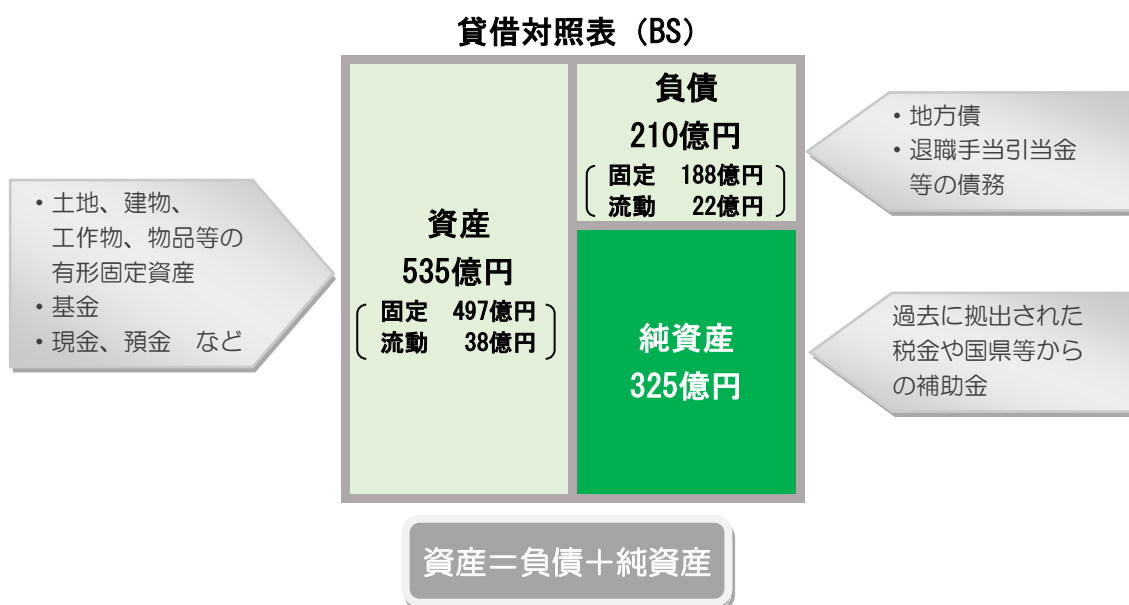 貸借対照表（BS）
・土地、建物、
工作物、物品等の
有形固定資産
・基金
・現金、預金　など
資産
535億円
固定　497億円
流動　38億円
負債
210億円
固定　188億円
流動　22億円
純資産
325億円
・地方債
・退職手当引当金
等の債務
過去に拠出された
税金や国県等から
の補助金
資産＝負債＋純資産